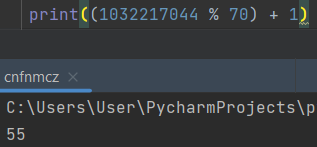 print((1032217044 % 70) + 1)
cnfnmcz
C:\Users\User\PycharmProjects\p
55